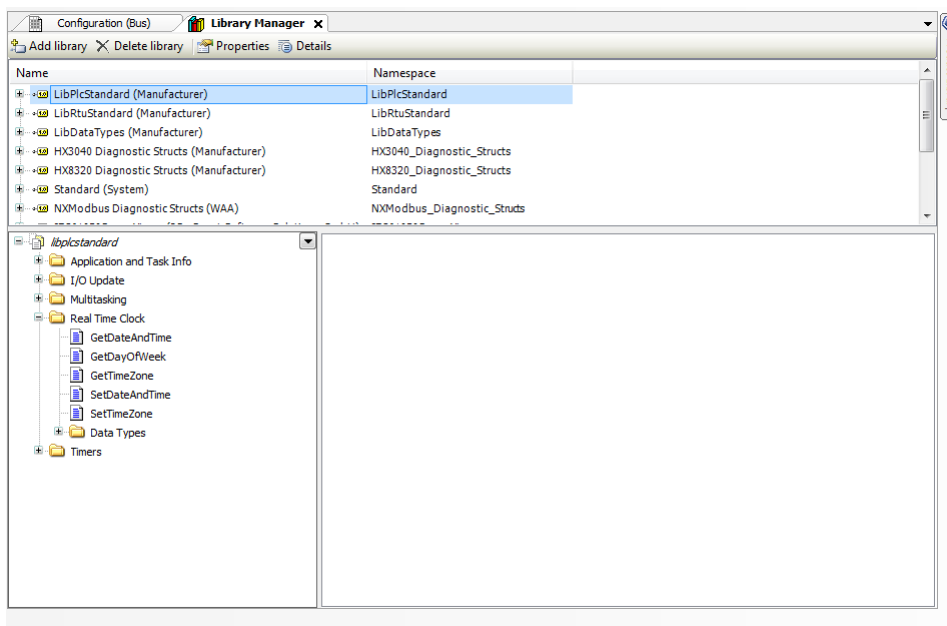 Configuration (Bus) Library Manager
Add library Delete library Properties Details
Name Namespace
LibPlcStandard (Manufacturer) LibPlcStandard
LibRtuStandard (Manufacturer) LibRtuStandard
LibDataTypes (Manufacturer) LibDataTypes
HX3040 Diagnostic Structs (Manufacturer) HX3040_Diagnostic_Structs
HX8320 Diagnostic Structs (Manufacturer) HX8320_Diagnostic_Structs
Standard (System) Standard
NXModbus Diagnostic Structs (WAA) NXModbus_Diagnostic_Structs
libplcstandard
Application and Task Info
I/O Update
Multitasking
Real Time Clock
GetDateAndTime
GetDayOfWeek
GetTimeZone
SetDateAndTime
SetTimeZone
Data Types
Timers